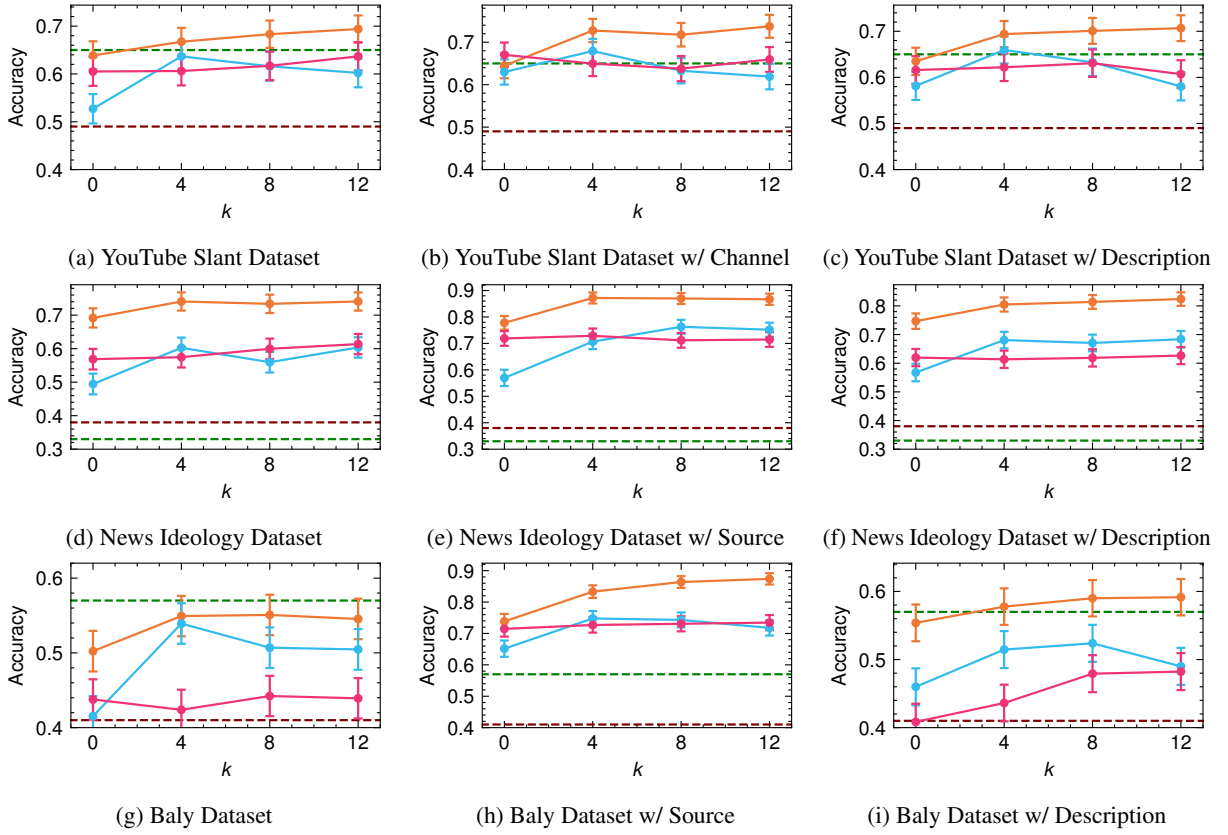 0.7
0.6
0.5
0.4
Accuracy
0 4 8 12
k
(a) YouTube Slant Dataset
0.7
0.6
0.5
0.4
Accuracy
0 4 8 12
k
(b) YouTube Slant Dataset w/ Channel
0.7
0.6
0.5
0.4
Accuracy
0 4 8 12
k
(c) YouTube Slant Dataset w/ Description
0.7
0.6
0.5
0.4
0.3
Accuracy
0 4 8 12
k
(d) News Ideology Dataset
0.9
0.8
0.7
0.6
0.5
0.4
0.3
Accuracy
0 4 8 12
k
(e) News Ideology Dataset w/ Source
0.8
0.7
0.6
0.5
0.4
0.3
Accuracy
0 4 8 12
k
(f) News Ideology Dataset w/ Description
0.6
0.5
0.4
Accuracy
0 4 8 12
k
(g) Baly Dataset
0.9
0.8
0.7
0.6
0.5
0.4
Accuracy
0 4 8 12
k
(h) Baly Dataset w/ Source
0.6
0.5
0.4
Accuracy
0 4 8 12
k
(i) Baly Dataset w/ Description